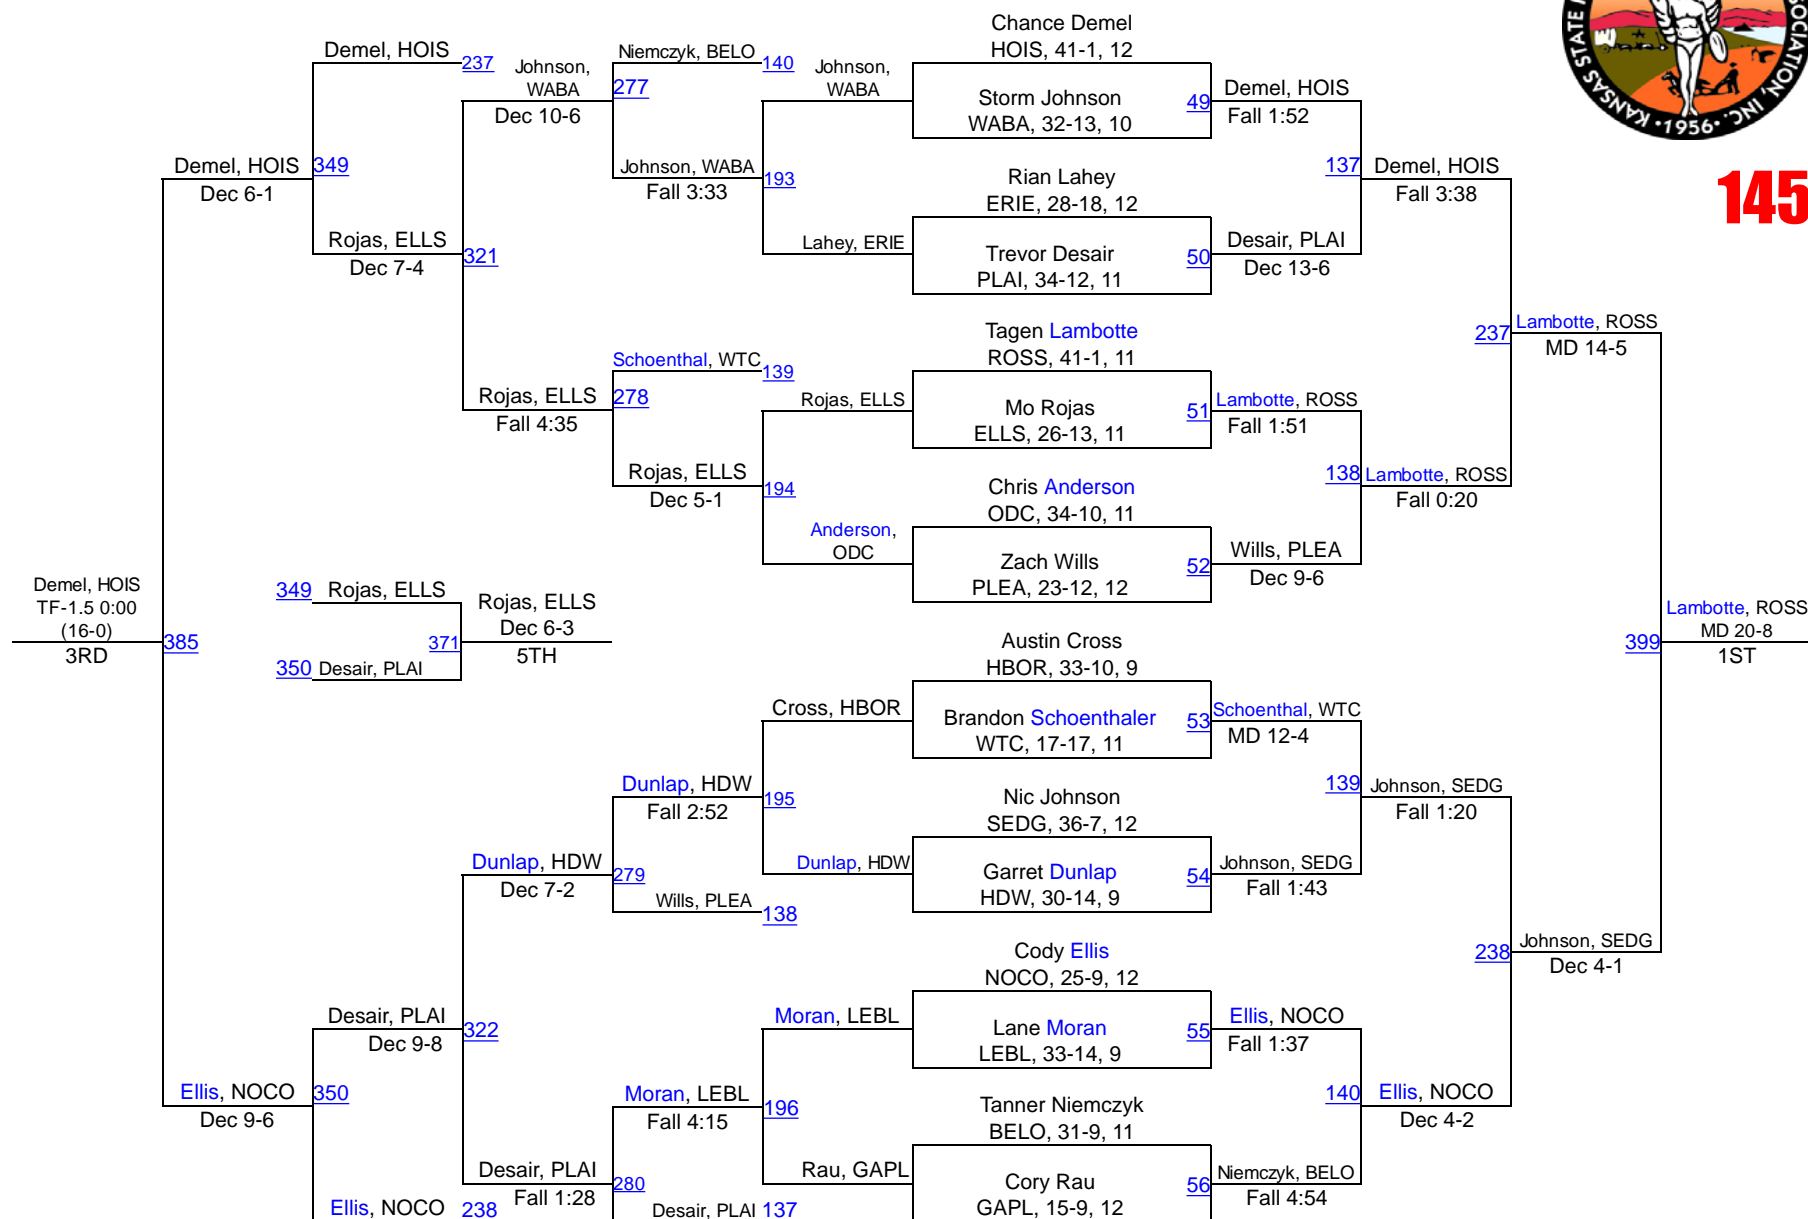 Chance Demel
HOIS, 41-1, 12
Storm Johnson
WABA, 32-13, 10
49
Rian Lahey
ERIE, 28-18, 12
Trevor Desair
PLAI, 34-12, 11
50
Tagen Lambotte
ROSS, 41-1, 11
Mo Rojas
ELLS, 26-13, 11
51
Chris Anderson
ODC, 34-10, 11
Zach Wills
PLEA, 23-12, 12
52
Austin Cross
HBOR, 33-10, 9
Brandon Schoenthaler
WTC, 17-17, 11
53
Nic Johnson
SEDG, 36-7, 12
Garret Dunlap
HDW, 30-14, 9
54
Cody Ellis
NOCO, 25-9, 12
Lane Moran
LEBL, 33-14, 9
55
Tanner Niemczyk
BELO, 31-9, 11
Cory Rau
GAPL, 15-9, 12
56
Demel, HOIS
Fall 1:52
137
Desair, PLAI
Dec 13-6
Lambotte, ROSS
Fall 1:51
138
Wills, PLEA
Dec 9-6
Schoenthal, WTC
MD 12-4
139
Johnson, SEDG
Fall 1:43
Ellis, NOCO
Fall 1:37
140
Niemczyk, BELO
Fall 4:54
Demel, HOIS
Fall 3:38
237
Lambotte, ROSS
Fall 0:20
Johnson, SEDG
Fall 1:20
238
Ellis, NOCO
Dec 4-2
Lambotte, ROSS
MD 14-5
399
Johnson, SEDG
Dec 4-1
Lambotte, ROSS
MD 20-8
1ST
KANSAS STATE A
SOCIATION, INC.
•1956•
145
Johnson,
WABA
193
Lahey, ERIE
Rojas, ELLS
194
Anderson,
ODC
Cross, HBOR
195
Dunlap, HDW
Moran, LEBL
196
Rau, GAPL
Niemczyk, BELO
140
277
Johnson, WABA
Fall 3:33
Schoenthal, WTC
139
278
Rojas, ELLS
Dec 5-1
Dunlap, HDW
Fall 2:52
279
Wills, PLEA
138
Moran, LEBL
Fall 4:15
280
Desair, PLAI
137
Johnson,
WABA
Dec 10-6
321
Rojas, ELLS
Fall 4:35
Dunlap, HDW
Dec 7-2
322
Desair, PLAI
Fall 1:28
Demel, HOIS
237
349
Rojas, ELLS
Dec 7-4
Desair, PLAI
Dec 9-8
350
Ellis, NOCO
238
Demel, HOIS
Dec 6-1
385
Ellis, NOCO
Dec 9-6
Demel, HOIS
TF-1.5 0:00
(16-0)
3RD
349
Rojas, ELLS
371
350
Desair, PLAI
Rojas, ELLS
Dec 6-3
5TH